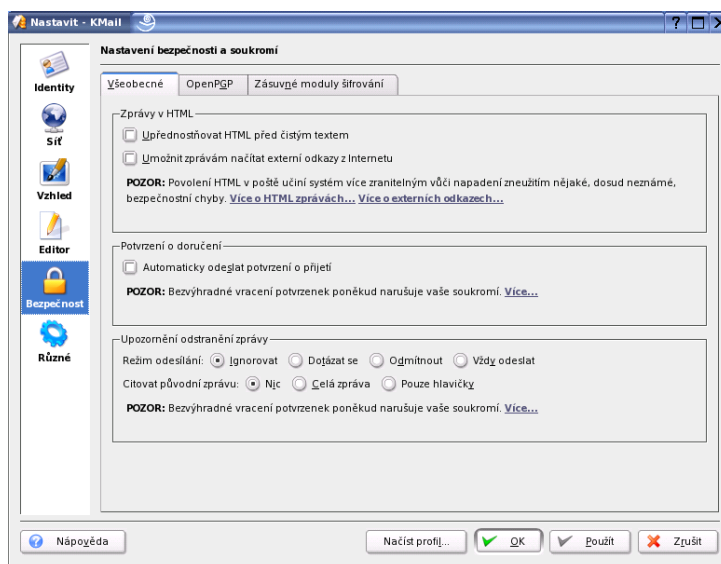 Nastavit - KMail
Nastavení bezpečnosti a soukromí
Identity
Síť
Vzhled
Editor
Bezpečnost
Různé
Všeobecné OpenPGP Zásuvné moduly šifrování
Zprávy v HTML
Upřednostňovat HTML před čistým textem
Umožnit zprávám načítat externí odkazy z Internetu
POZOR: Povolení HTML v poště učiní systém více zranitelným vůči napadení zneužitím nějaké, dosud neznámé,
bezpečnostní chyby. Více o HTML zprávách... Více o externích odkazech...
Potvrzení o doručení
Automaticky odeslat potvrzení o přijetí
POZOR: Bezvýhradné vracení potvrzenek poněkud narušuje vaše soukromí. Více...
Upozornění odstranění zprávy
Režim odesílání: Ignorovat Dotázat se Odmítnout Vždy odeslat
Citovat původní zprávu: Nic Celá zpráva Pouze hlavičky
POZOR: Bezvýhradné vracení potvrzenek poněkud narušuje vaše soukromí. Více...
Nápověda Načíst profil... OK Použít Zrušit